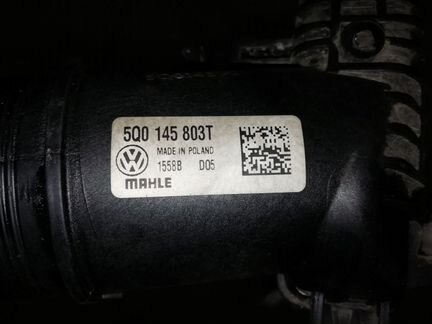 5Q0 145 803T
MADE IN POLAND
1558B D05
MAHLE